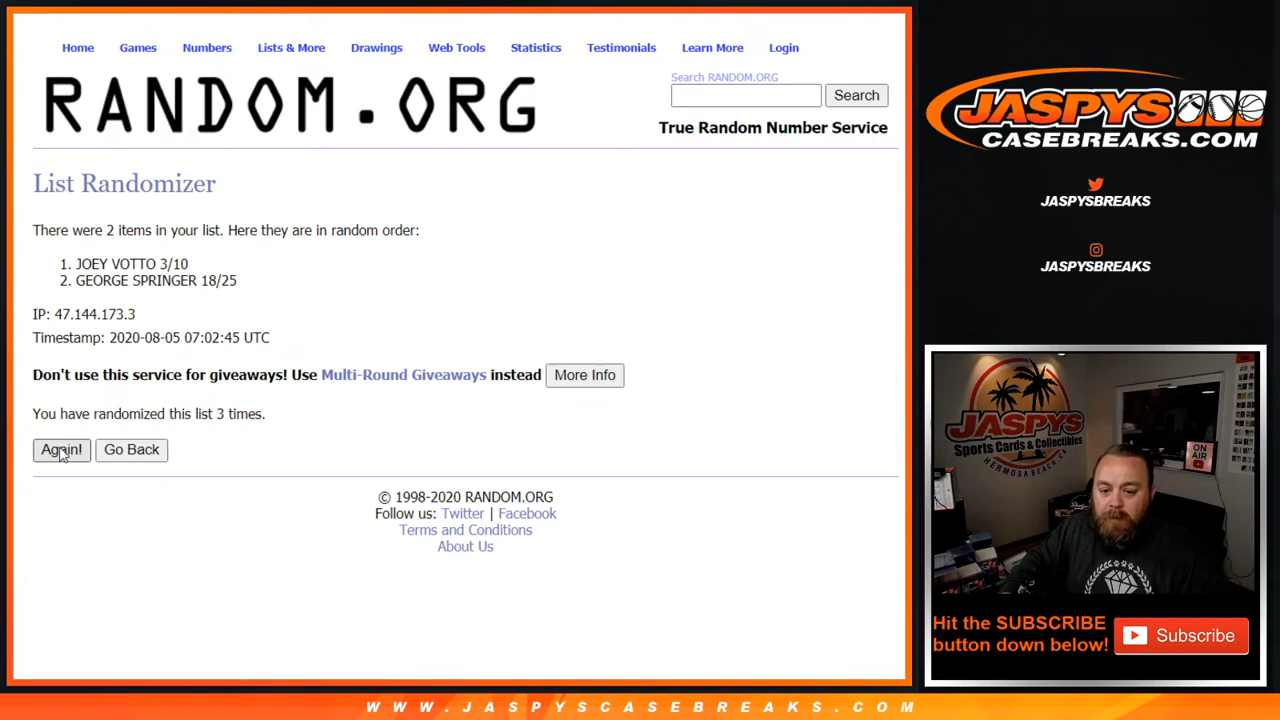 Home Games Numbers Lists & More Drawings Web Tools Statistics Testimonials Learn More Login
RANDOM.ORG
Search RANDOM.ORG
Search
True Random Number Service
List Randomizer
There were 2 items in your list. Here they are in random order:
1. JOEY VOTTO 3/10
2. GEORGE SPRINGER 18/25
IP: 47.144.173.3
Timestamp: 2020-08-05 07:02:45 UTC
Don't use this service for giveaways! Use Multi-Round Giveaways instead More Info
You have randomized this list 3 times.
Again! Go Back
© 1998-2020 RANDOM.ORG
Follow us: Twitter | Facebook
Terms and Conditions
About Us
JASPYS
CASEBREAKS.COM
JASPYSBREAKS
JASPYSBREAKS
JASPYS
Sports Cards & Collectibles
HERMOSA BEACH, CA
ON
AIR
Hit the SUBSCRIBE
button down below!
Subscribe
WWW.JASPYSCASEBREAKS.COM